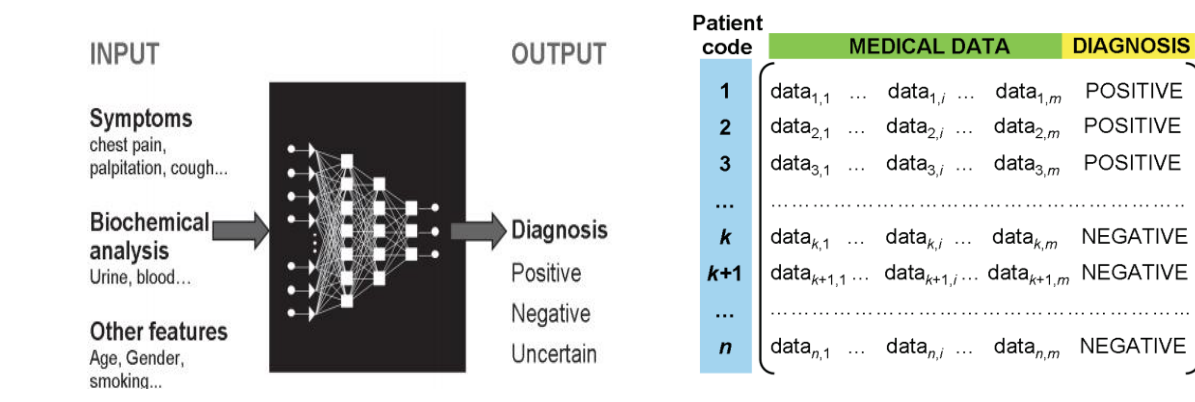 INPUT
Symptoms
chest pain,
palpitation, cough...
Biochemical
analysis
Urine, blood...
Other features
Age, Gender,
smoking...
OUTPUT
Diagnosis
Positive
Negative
Uncertain
Patient
code MEDICAL DATA DIAGNOSIS
1 data1,1 ... data1,i ... data1,m POSITIVE
2 data2,1 ... data2,i ... data2,m POSITIVE
3 data3,1 ... data3,i ... data3,m POSITIVE
... ........................................................
k datak,1 ... datak,i ... datak,m NEGATIVE
k+1 datak+1,1 ... datak+1,i ... datak+1,m NEGATIVE
... ........................................................
n datan,1 ... datan,i ... datan,m NEGATIVE